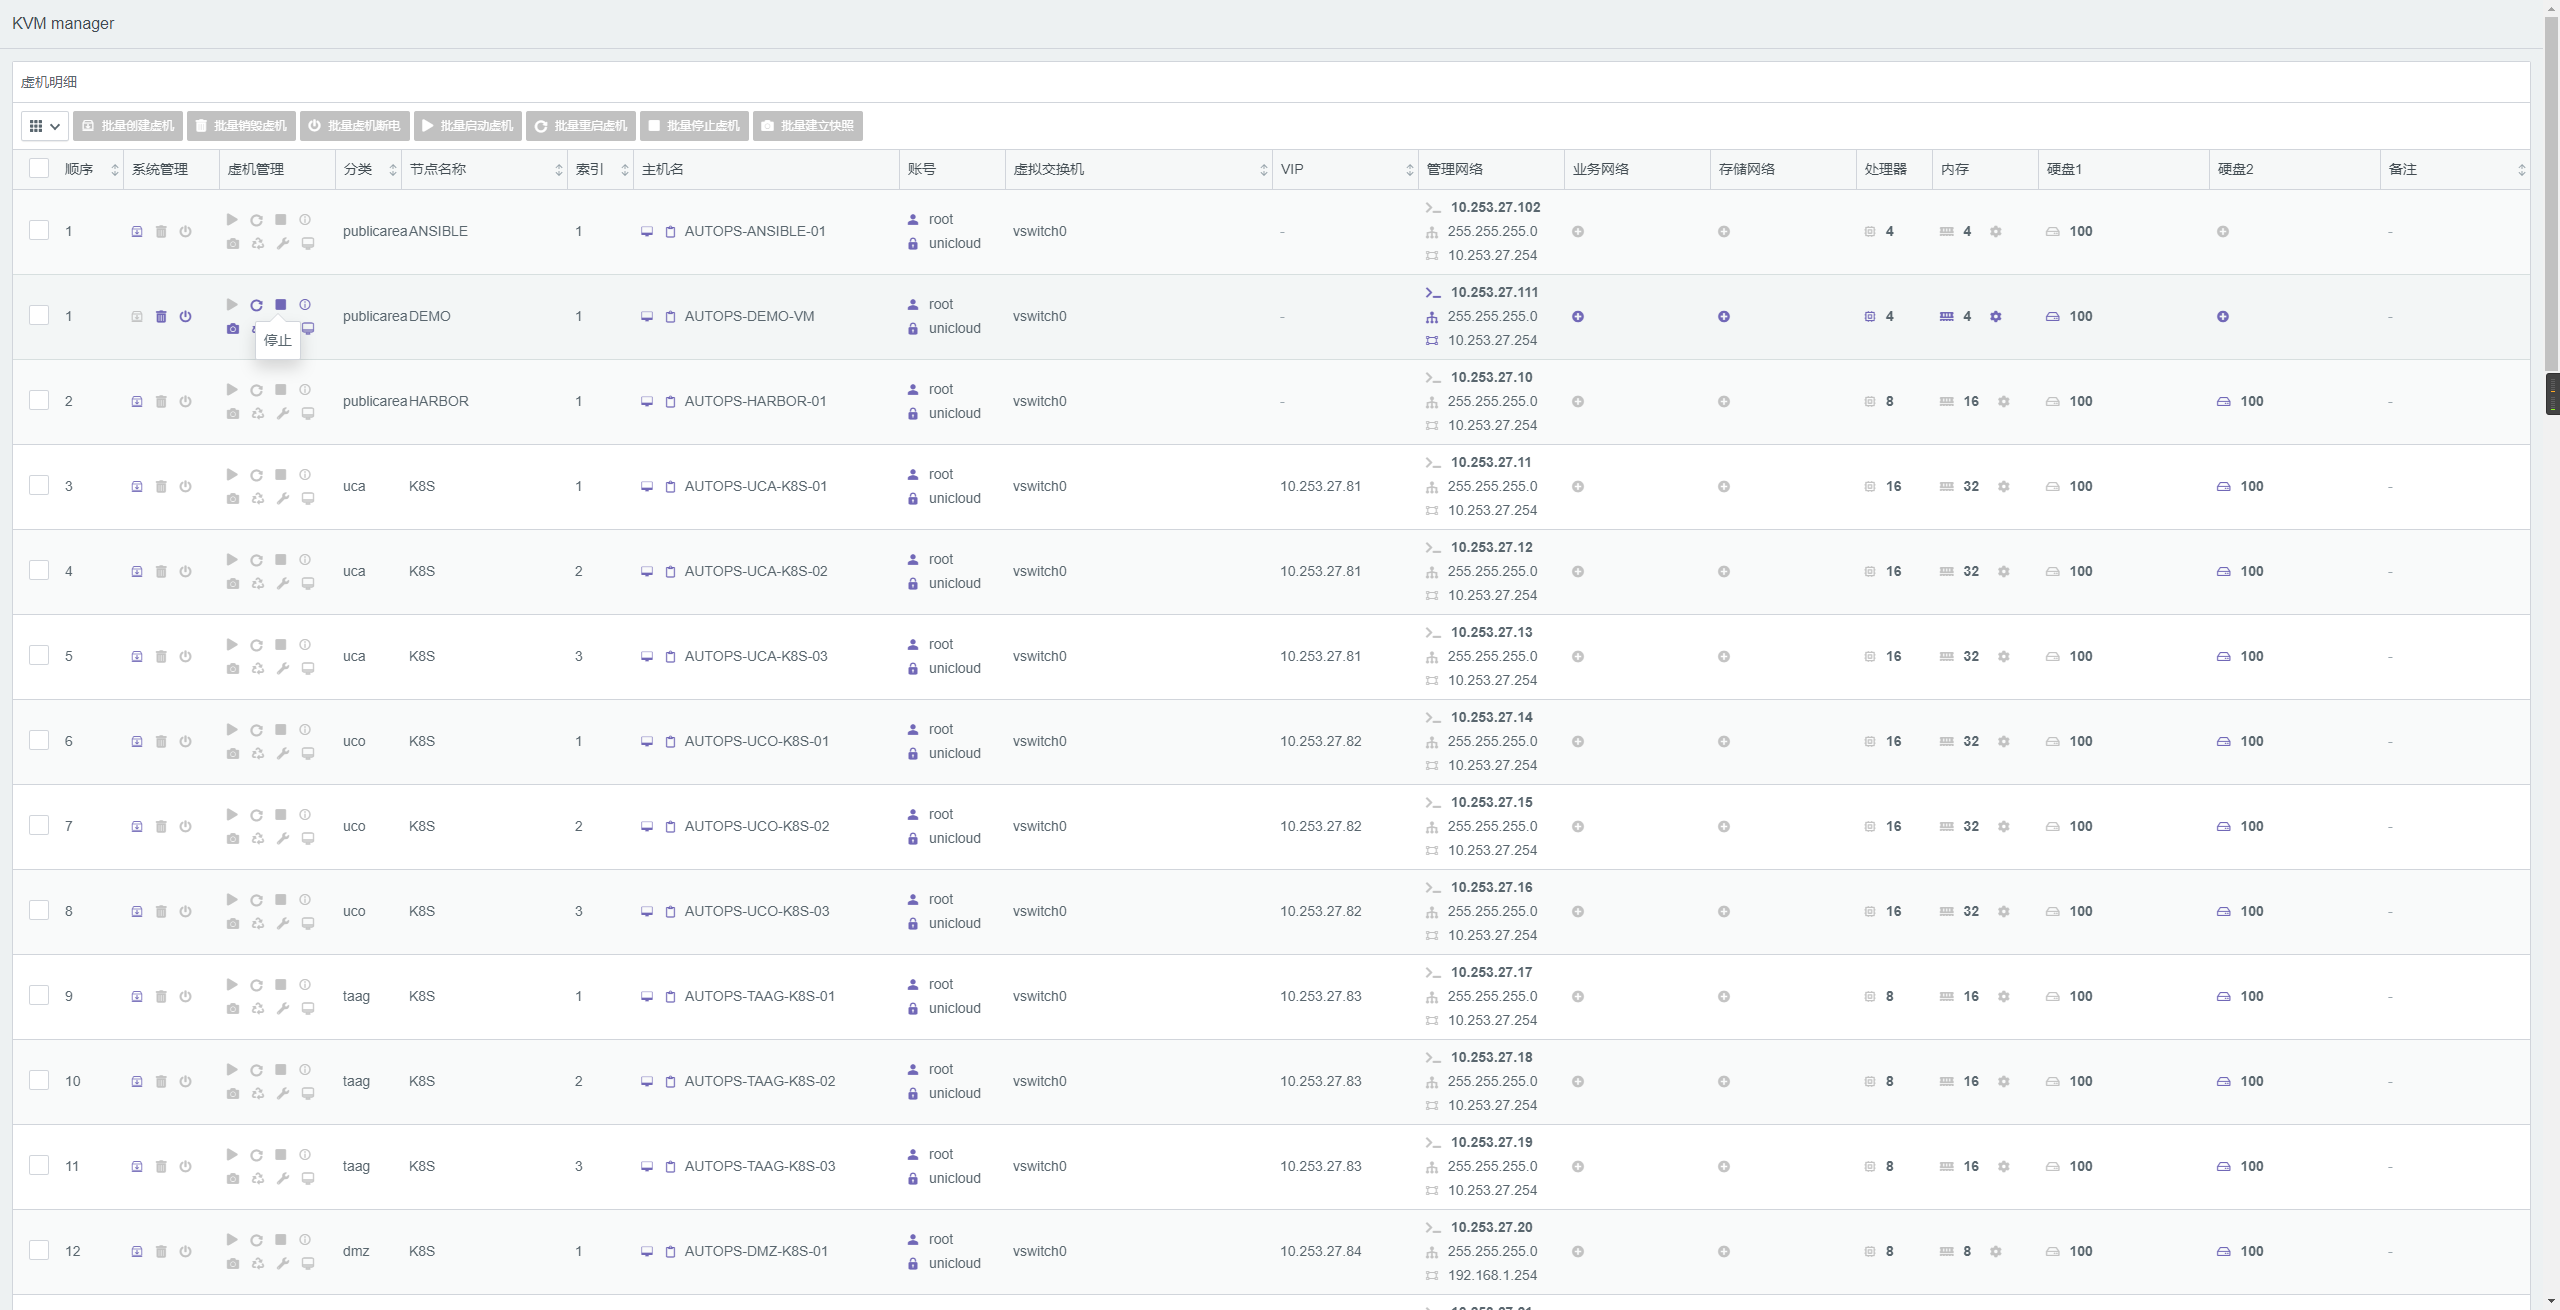 KVM manager
虚机明细
批量创建虚机 批量销毁虚机 批量虚机断电 批量启动虚机 批量重启虚机 批量停止虚机 批量建立快照
顺序 系统管理 虚机管理 分类 节点名称 索引 主机名 账号 虚拟交换机 VIP 管理网络 业务网络 存储网络 处理器 内存 硬盘1 硬盘2 备注
root 10.253.27.102
1 publicarea ANSIBLE 1 AUTOPS-ANSIBLE-01 vswitch0 - 255.255.255.0 4 4 100 -
unicloud 10.253.27.254
root 10.253.27.111
1 publicarea DEMO 1 AUTOPS-DEMO-VM vswitch0 - 255.255.255.0 4 4 100 -
停止 unicloud 10.253.27.254
root 10.253.27.10
2 publicarea HARBOR 1 AUTOPS-HARBOR-01 vswitch0 - 255.255.255.0 8 16 100 100 -
unicloud 10.253.27.254
root 10.253.27.11
3 uca K8S 1 AUTOPS-UCA-K8S-01 vswitch0 10.253.27.81 255.255.255.0 16 32 100 100 -
unicloud 10.253.27.254
root 10.253.27.12
4 uca K8S 2 AUTOPS-UCA-K8S-02 vswitch0 10.253.27.81 255.255.255.0 16 32 100 100 -
unicloud 10.253.27.254
root 10.253.27.13
5 uca K8S 3 AUTOPS-UCA-K8S-03 vswitch0 10.253.27.81 255.255.255.0 16 32 100 100 -
unicloud 10.253.27.254
root 10.253.27.14
6 uco K8S 1 AUTOPS-UCO-K8S-01 vswitch0 10.253.27.82 255.255.255.0 16 32 100 100 -
unicloud 10.253.27.254
root 10.253.27.15
7 uco K8S 2 AUTOPS-UCO-K8S-02 vswitch0 10.253.27.82 255.255.255.0 16 32 100 100 -
unicloud 10.253.27.254
root 10.253.27.16
8 uco K8S 3 AUTOPS-UCO-K8S-03 vswitch0 10.253.27.82 255.255.255.0 16 32 100 100 -
unicloud 10.253.27.254
root 10.253.27.17
9 taag K8S 1 AUTOPS-TAAG-K8S-01 vswitch0 10.253.27.83 255.255.255.0 8 16 100 100 -
unicloud 10.253.27.254
root 10.253.27.18
10 taag K8S 2 AUTOPS-TAAG-K8S-02 vswitch0 10.253.27.83 255.255.255.0 8 16 100 100 -
unicloud 10.253.27.254
root 10.253.27.19
11 taag K8S 3 AUTOPS-TAAG-K8S-03 vswitch0 10.253.27.83 255.255.255.0 8 16 100 100 -
unicloud 10.253.27.254
root 10.253.27.20
12 dmz K8S 1 AUTOPS-DMZ-K8S-01 vswitch0 10.253.27.84 255.255.255.0 8 8 100 100 -
unicloud 192.168.1.254